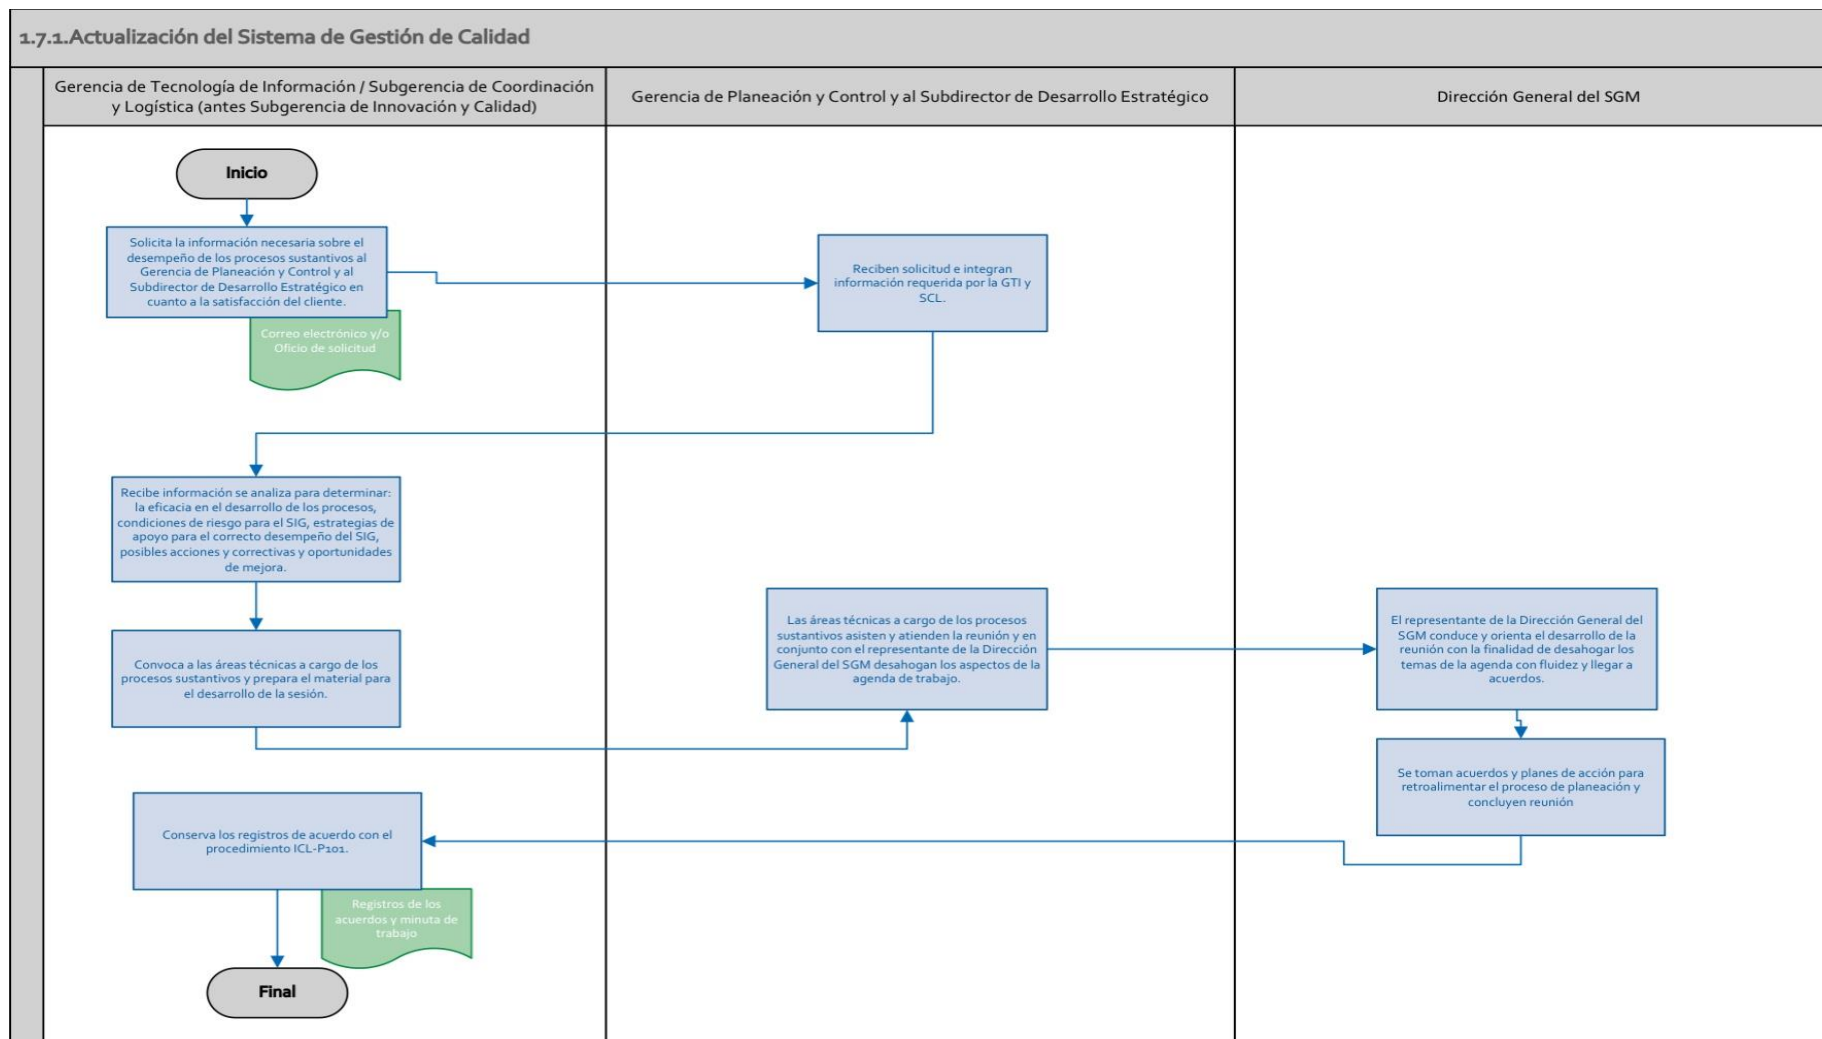 1.7.1.Actualización del Sistema de Gestión de Calidad
Gerencia de Tecnología de Información / Subgerencia de Coordinación
y Logística (antes Subgerencia de Innovación y Calidad)
Gerencia de Planeación y Control y al Subdirector de Desarrollo Estratégico
Dirección General del SGM
Inicio
Solicita la información necesaria sobre el
desempeño de los procesos sustantivos al
Gerencia de Planeación y Control y al
Subdirector de Desarrollo Estratégico en
cuanto a la satisfacción del cliente.
Correo electrónico y/o
Oficio de solicitud
Reciben solicitud e integran
información requerida por la GTI y
SCL.
Recibe información se analiza para determinar:
la eficacia en el desarrollo de los procesos,
condiciones de riesgo para el SIG, estrategias de
apoyo para el correcto desempeño del SIG,
posibles acciones y correctivas y oportunidades
de mejora.
Convoca a las áreas técnicas a cargo de los
procesos sustantivos y prepara el material para
el desarrollo de la sesión.
Las áreas técnicas a cargo de los procesos
sustantivos asisten y atienden la reunión y en
conjunto con el representante de la Dirección
General del SGM desahogan los aspectos de la
agenda de trabajo.
El representante de la Dirección General del
SGM conduce y orienta el desarrollo de la
reunión con la finalidad de desahogar los
temas de la agenda con fluidez y llegar a
acuerdos.
Se toman acuerdos y planes de acción para
retroalimentar el proceso de planeación y
concluyen reunión
Conserva los registros de acuerdo con el
procedimiento ICL-P101.
Registros de los
acuerdos y minuta de
trabajo
Final